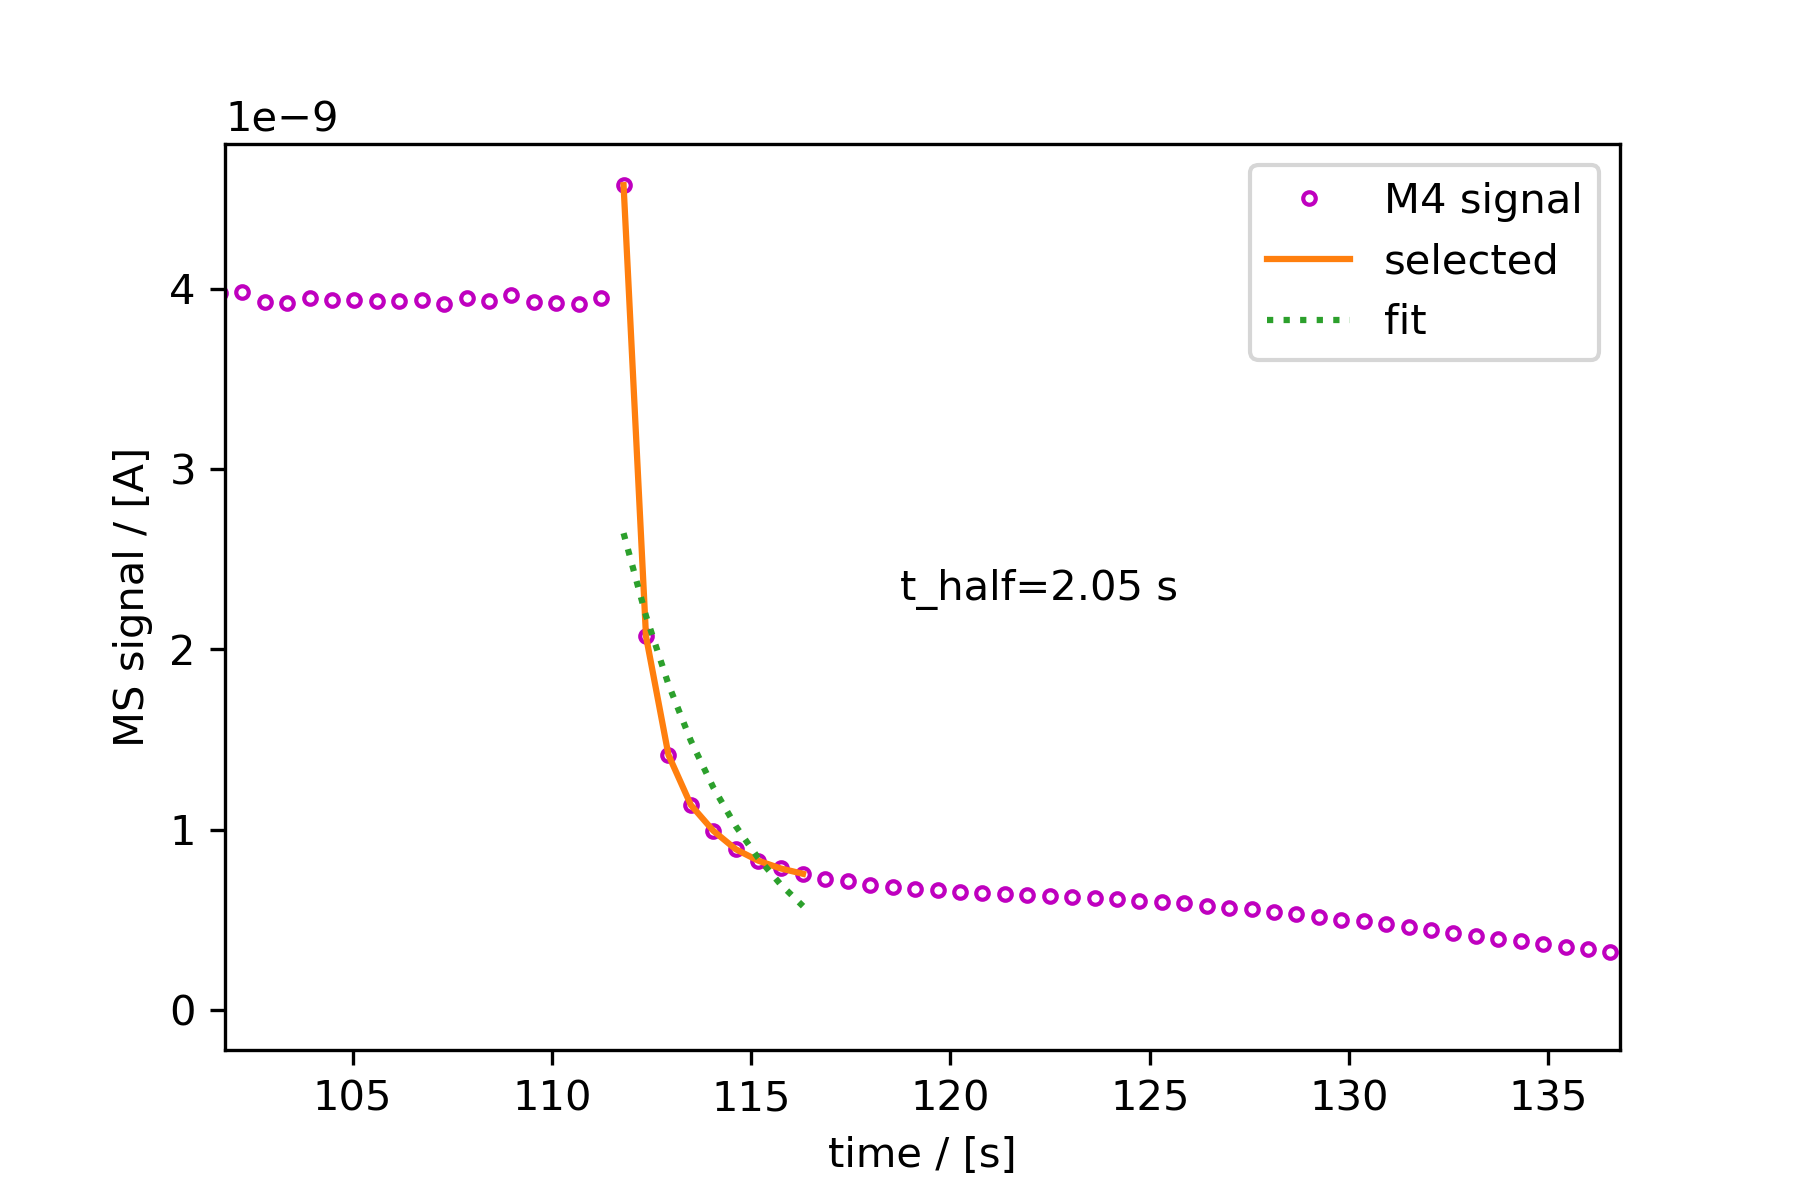 1e−9
M4 signal
selected
fit
4
3
2
1
0
MS signal / [A]
t_half=2.05 s
105 110 115 120 125 130 135
time / [s]